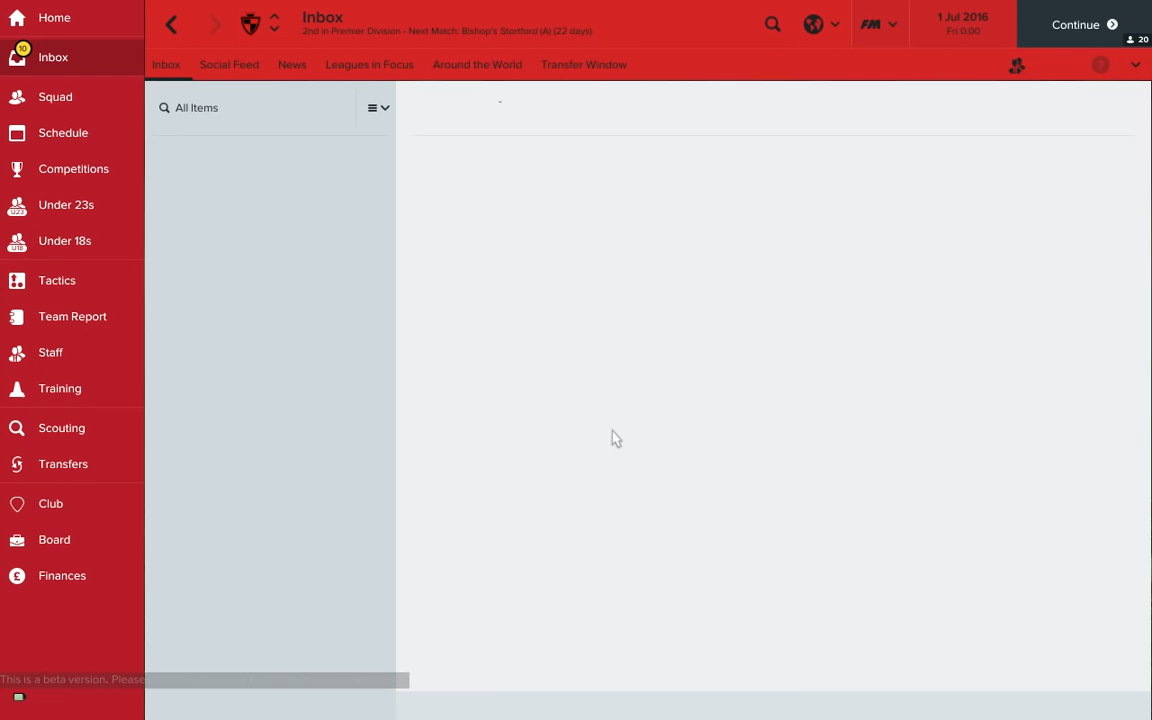 Home
10
Inbox
Squad
Schedule
Competitions
U23
Under 23s
U18
Under 18s
Tactics
Team Report
Staff
Training
Scouting
Transfers
Club
Board
£
Finances
This is a beta version. Please
Inbox
2nd in Premier Division - Next Match: Bishop's Stortford (A) (22 days)
FM
1 Jul 2016
Fri 0:00
Continue
20
Inbox Social Feed News Leagues in Focus Around the World Transfer Window
?
All Items
-